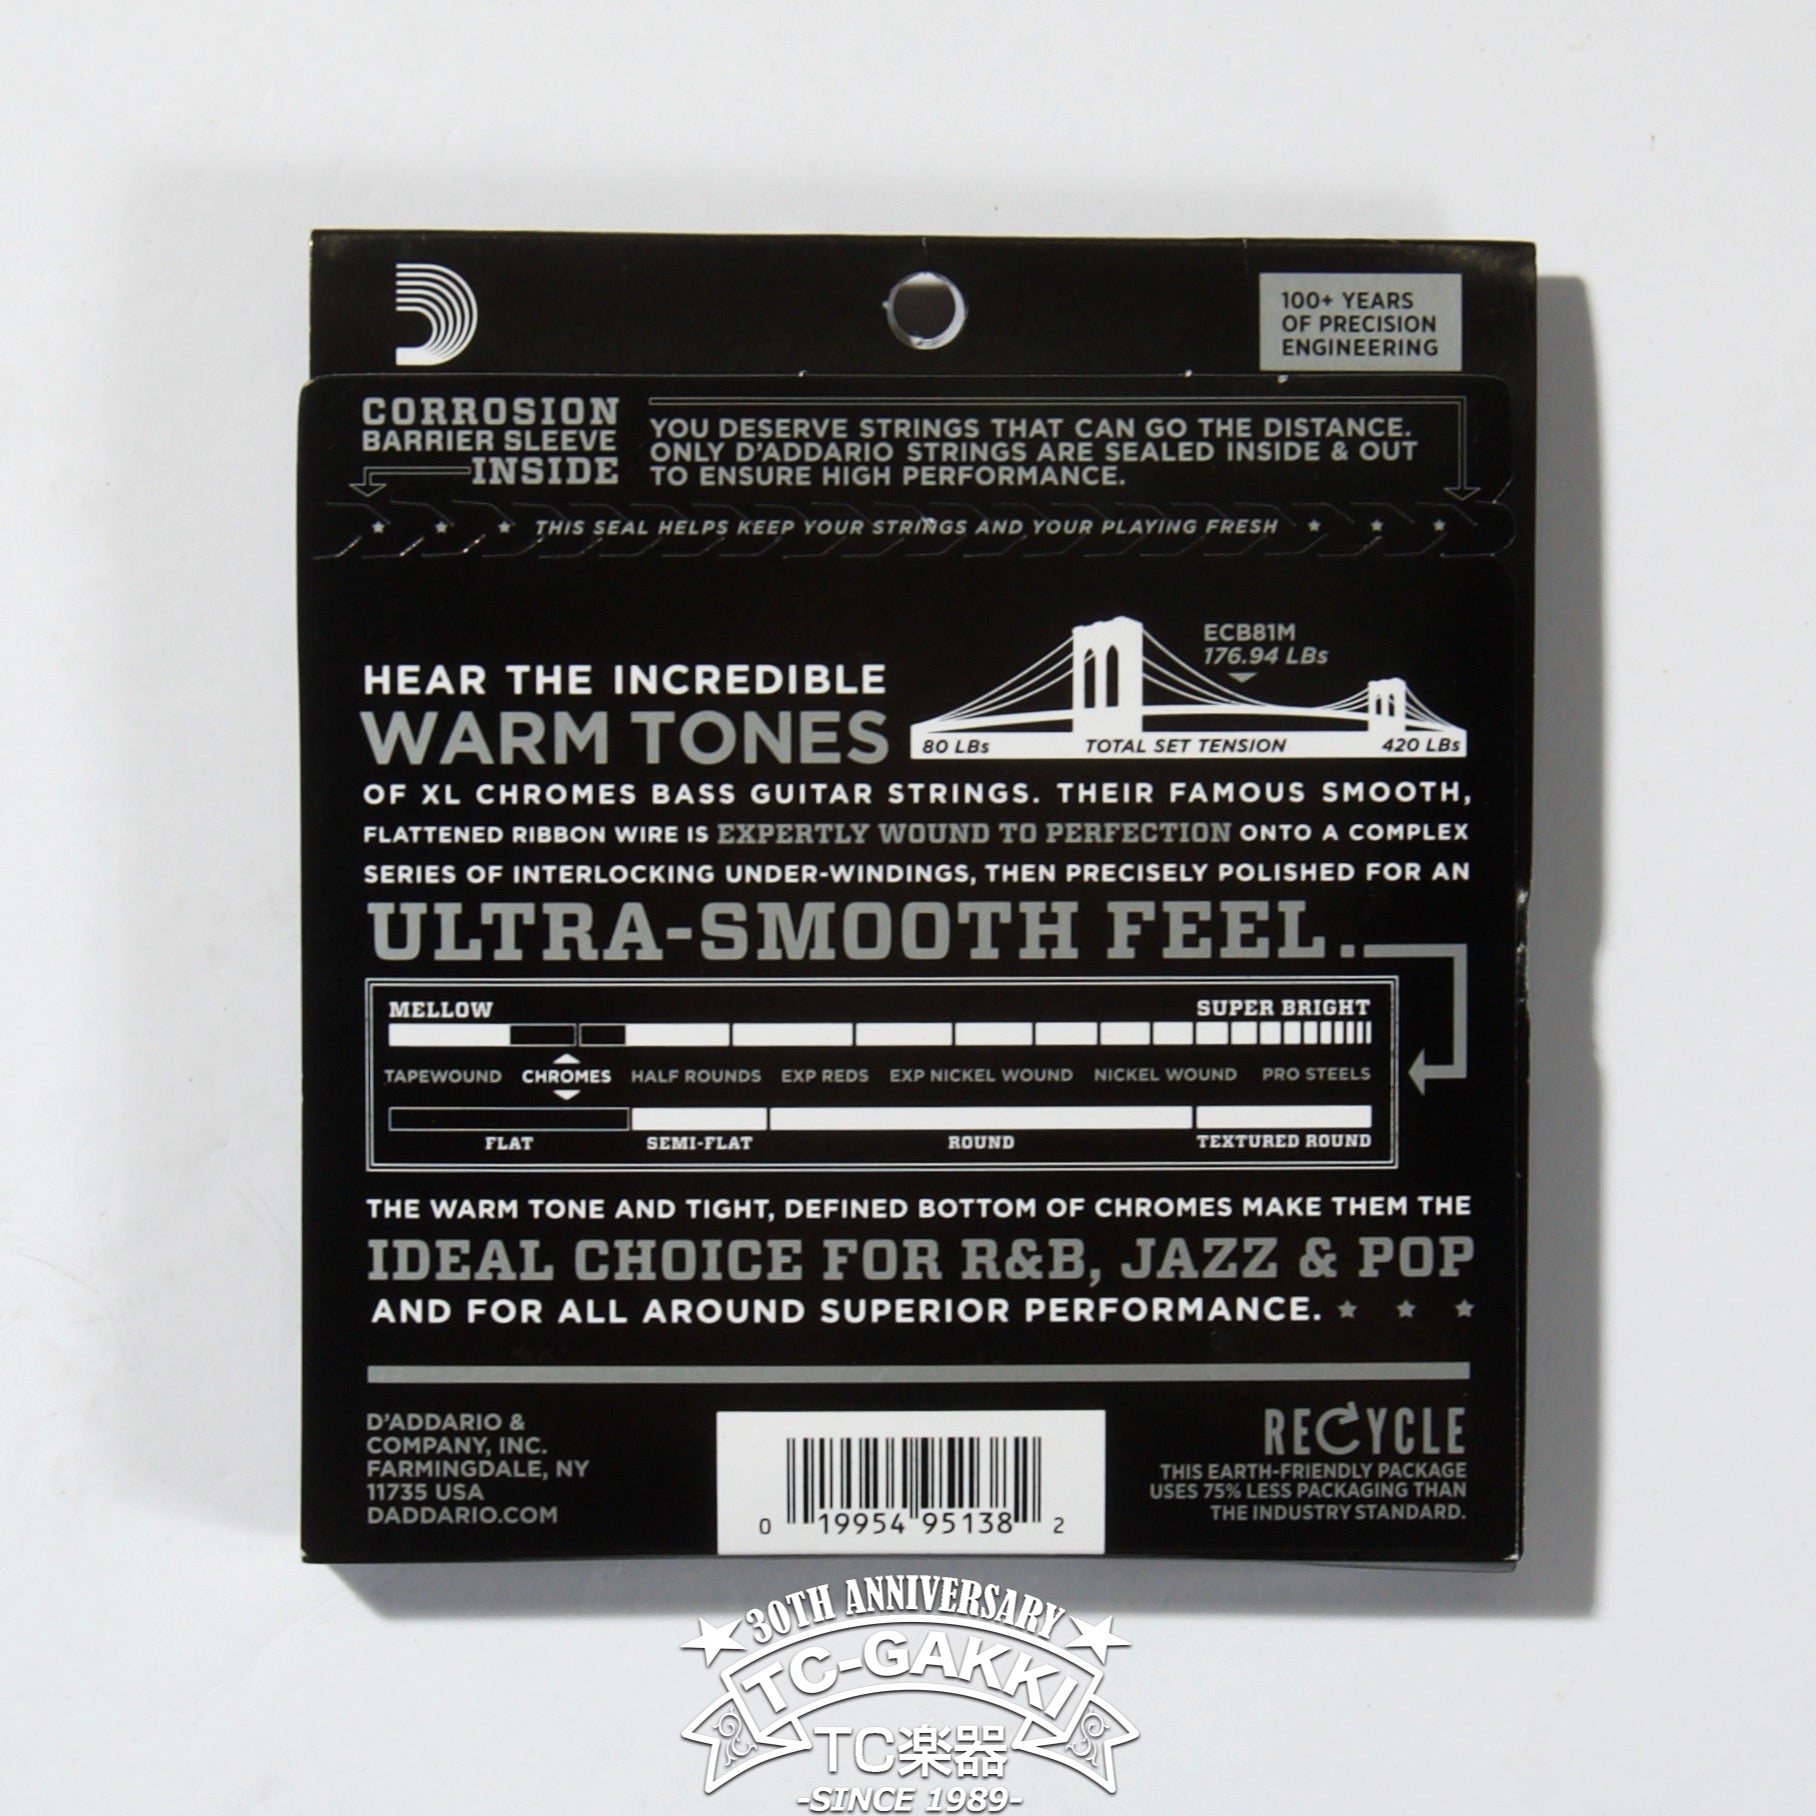 100+ YEARS
OF PRECISION
ENGINEERING
CORROSION
BARRIER SLEEVE
INSIDE
YOU DESERVE STRINGS THAT CAN GO THE DISTANCE.
ONLY D'ADDARIO STRINGS ARE SEALED INSIDE & OUT
TO ENSURE HIGH PERFORMANCE.
THIS SEAL HELPS KEEP YOUR STRINGS AND YOUR PLAYING FRESH
ECB81M
176.94 LBs
80 LBs TOTAL SET TENSION 420 LBs
HEAR THE INCREDIBLE
WARM TONES
OF XL CHROMES BASS GUITAR STRINGS. THEIR FAMOUS SMOOTH,
FLATTENED RIBBON WIRE IS EXPERTLY WOUND TO PERFECTION ONTO A COMPLEX
SERIES OF INTERLOCKING UNDER-WINDINGS, THEN PRECISELY POLISHED FOR AN
ULTRA-SMOOTH FEEL.
MELLOW SUPER BRIGHT
TAPEWOUND CHROMES HALF ROUNDS EXP REDS EXP NICKEL WOUND NICKEL WOUND PRO STEELS
FLAT SEMI-FLAT ROUND TEXTURED ROUND
THE WARM TONE AND TIGHT, DEFINED BOTTOM OF CHROMES MAKE THEM THE
IDEAL CHOICE FOR R&B, JAZZ & POP
AND FOR ALL AROUND SUPERIOR PERFORMANCE.
D'ADDARIO &
COMPANY, INC.
FARMINGDALE, NY
11735 USA
DADDARIO.COM
0 19954 95138 2
RECYCLE
THIS EARTH-FRIENDLY PACKAGE
USES 75% LESS PACKAGING THAN
THE INDUSTRY STANDARD.
30TH ANNIVERSARY
TC-GAKKI
TC楽器
-SINCE 1989-